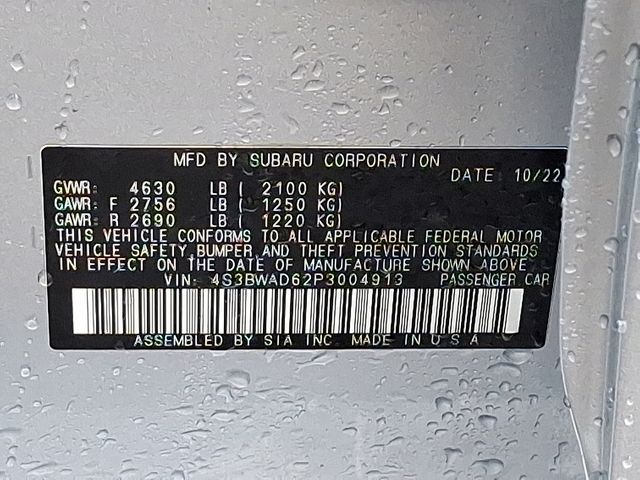 MFD BY SUBARU CORPORATION
DATE: 10/22
GVWR: 4630 LB ( 2100 KG)
GAWR: F 2756 LB ( 1250 KG)
GAWR: R 2690 LB ( 1220 KG)
THIS VEHICLE CONFORMS TO ALL APPLICABLE FEDERAL MOTOR
VEHICLE SAFETY, BUMPER, AND THEFT PREVENTION STANDARDS
IN EFFECT ON THE DATE OF MANUFACTURE SHOWN ABOVE.
VIN: 4S3BWAD62P3004913 PASSENGER CAR
ASSEMBLED BY SIA INC. MADE IN U S A